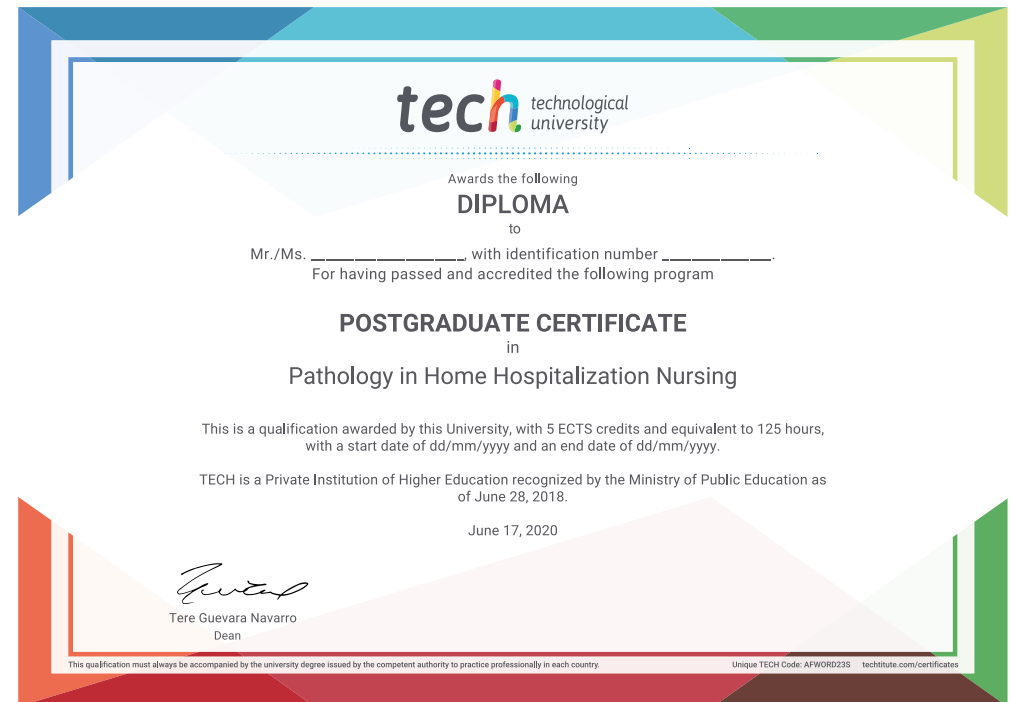 tech technological
university
Awards the following
DIPLOMA
to
Mr./Ms. _______________, with identification number ___________.
For having passed and accredited the following program
POSTGRADUATE CERTIFICATE
in
Pathology in Home Hospitalization Nursing
This is a qualification awarded by this University, with 5 ECTS credits and equivalent to 125 hours,
with a start date of dd/mm/yyyy and an end date of dd/mm/yyyy.
TECH is a Private Institution of Higher Education recognized by the Ministry of Public Education as
of June 28, 2018.
June 17, 2020
Tere Guevara Navarro
Dean
This qualification must always be accompanied by the university degree issued by the competent authority to practice professionally in each country. Unique TECH Code: AFWORD23S techtitute.com/certificates